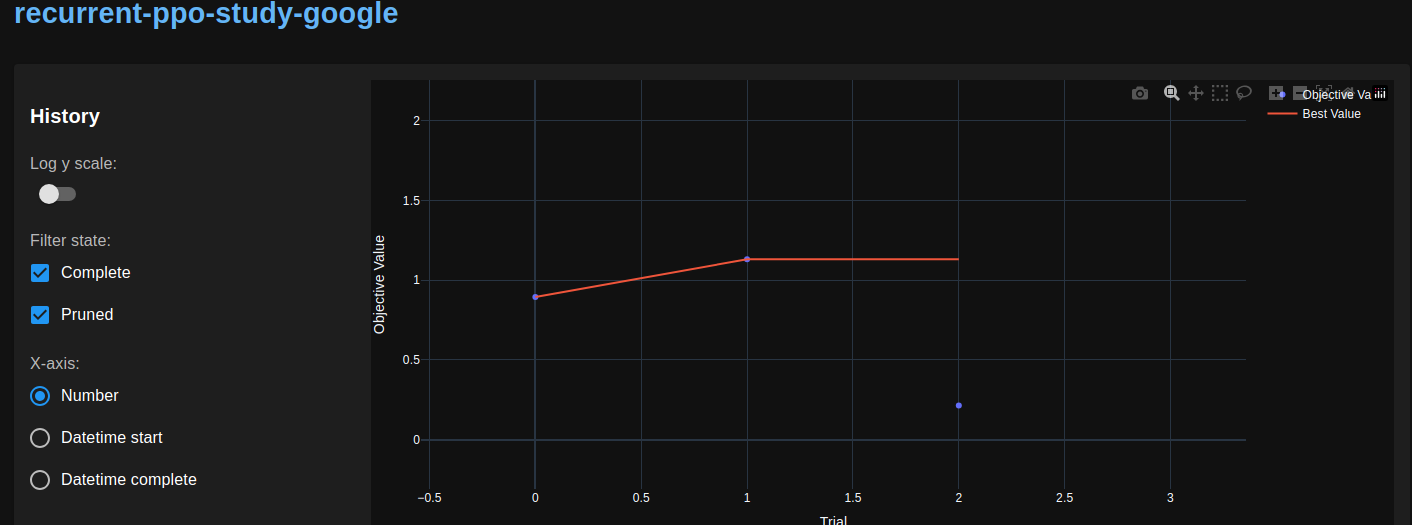 recurrent-ppo-study-google
History
Log y scale:
Filter state:
Complete
Pruned
X-axis:
Number
Datetime start
Datetime complete
Objective Va
Best Value
2
1.5
1
0.5
0
Objective Value
−0.5 0 0.5 1 1.5 2 2.5 3
Trial